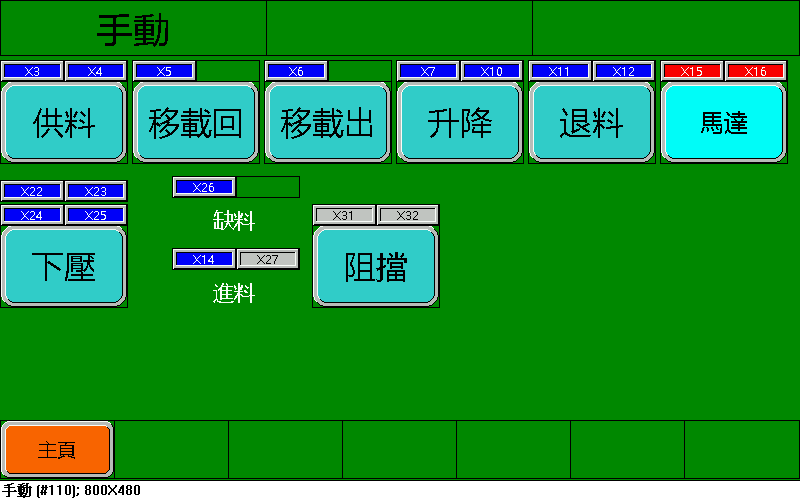 手動
X3 X4 X5 X6 X7 X10 X11 X12 X15 X16
供料 移載回 移載出 升降 退料 馬達
X22 X23 X26
X24 X25 缺料 X31 X32
下壓 X14 X27 阻擋
進料
主頁
手動 (#110); 800X480